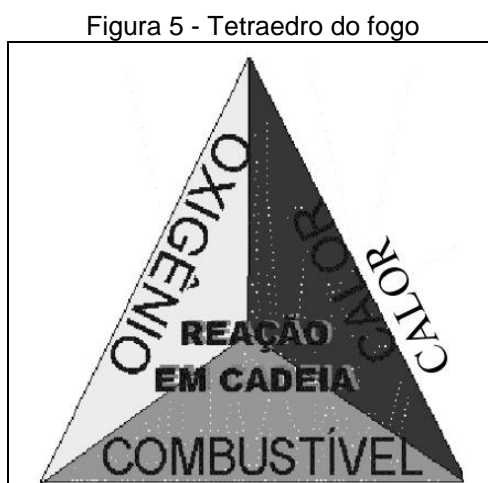 Figura 5 - Tetraedro do fogo
OXIGÊNIO
CALOR
CALOR
REAÇÃO
EM CADEIA
COMBUSTÍVEL